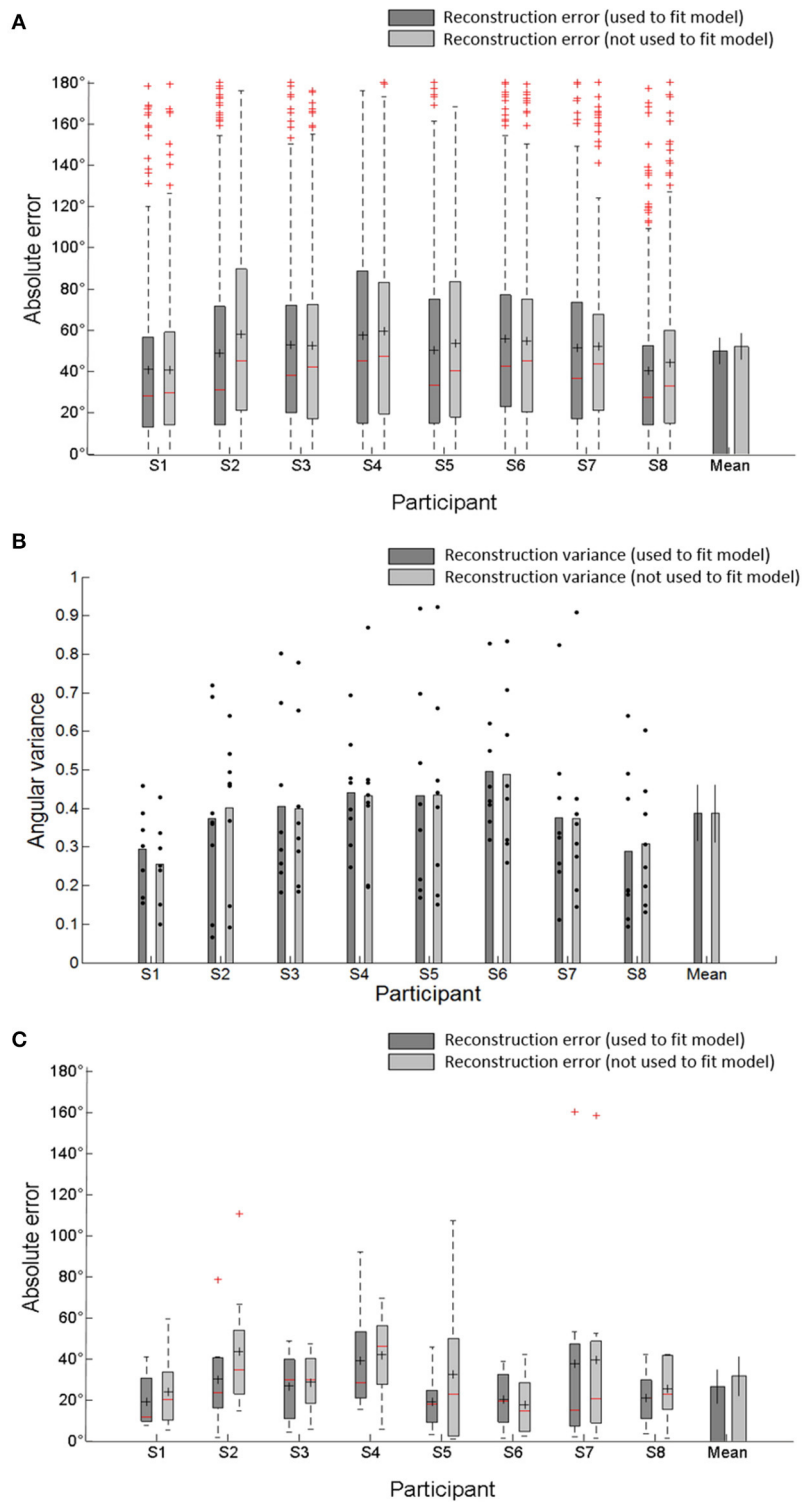 A
Reconstruction error (used to fit model)
Reconstruction error (not used to fit model)
180°
160°
140°
120°
100°
80°
60°
40°
20°
0°
Absolute error
S1 S2 S3 S4 S5 S6 S7 S8 Mean
Participant
B
Reconstruction variance (used to fit model)
Reconstruction variance (not used to fit model)
1
0.9
0.8
0.7
0.6
0.5
0.4
0.3
0.2
0.1
0
Angular variance
S1 S2 S3 S4 S5 S6 S7 S8 Mean
Participant
C
Reconstruction error (used to fit model)
Reconstruction error (not used to fit model)
180°
160°
140°
120°
100°
80°
60°
40°
20°
0°
Absolute error
S1 S2 S3 S4 S5 S6 S7 S8 Mean
Participant